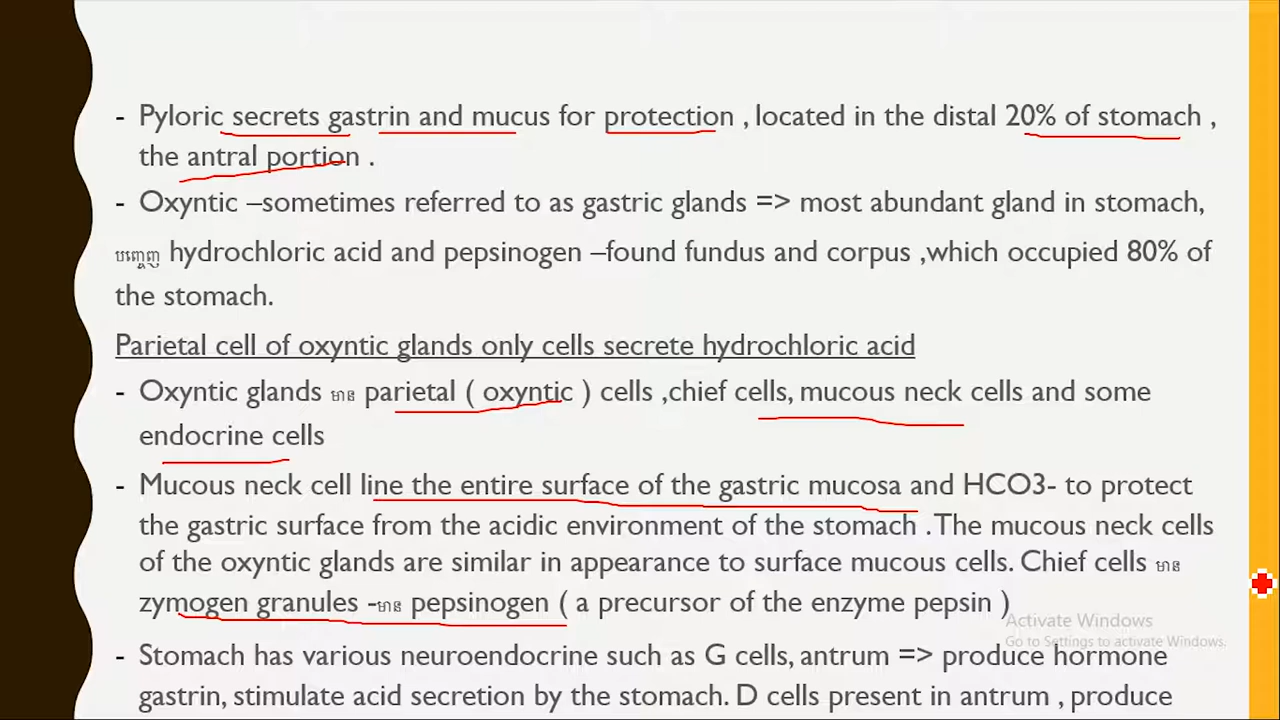 - Pyloric secrets gastrin and mucus for protection , located in the distal 20% of stomach ,
the antral portion .
- Oxyntic –sometimes referred to as gastric glands => most abundant gland in stomach,
បញ្ចេញ hydrochloric acid and pepsinogen –found fundus and corpus ,which occupied 80% of
the stomach.
Parietal cell of oxyntic glands only cells secrete hydrochloric acid
- Oxyntic glands មាន parietal ( oxyntic ) cells ,chief cells, mucous neck cells and some
endocrine cells
- Mucous neck cell line the entire surface of the gastric mucosa and HCO3- to protect
the gastric surface from the acidic environment of the stomach . The mucous neck cells
of the oxyntic glands are similar in appearance to surface mucous cells. Chief cells មាន
zymogen granules -មាន pepsinogen ( a precursor of the enzyme pepsin )
Activate Windows
Go to Settings to activate Windows.
- Stomach has various neuroendocrine such as G cells, antrum => produce hormone
gastrin, stimulate acid secretion by the stomach. D cells present in antrum , produce